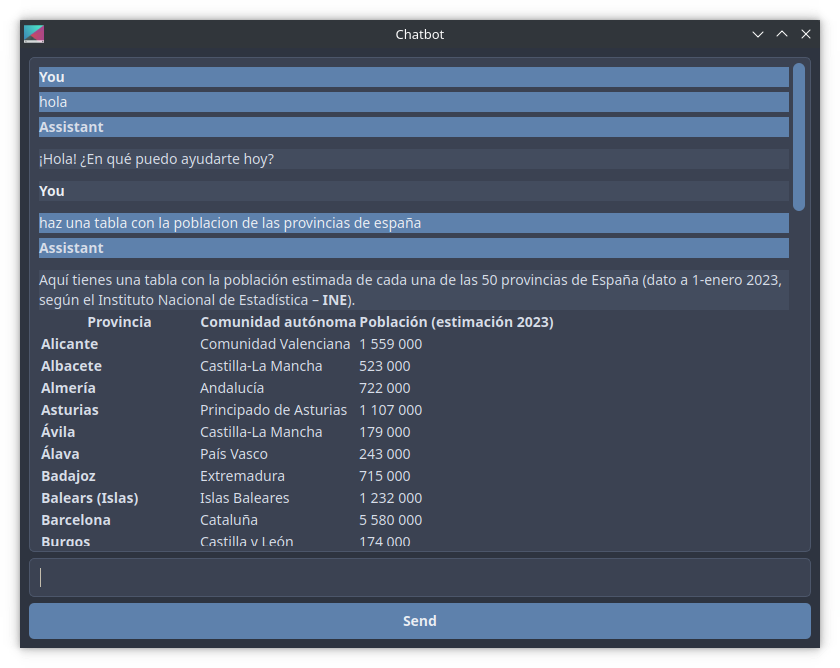 Chatbot
You
hola
Assistant
¡Hola! ¿En qué puedo ayudarte hoy?
You
haz una tabla con la poblacion de las provincias de españa
Assistant
Aquí tienes una tabla con la población estimada de cada una de las 50 provincias de España (dato a 1-enero 2023,
según el Instituto Nacional de Estadística – INE).
Provincia Comunidad autónoma Población (estimación 2023)
Alicante Comunidad Valenciana 1 559 000
Albacete Castilla-La Mancha 523 000
Almería Andalucía 722 000
Asturias Principado de Asturias 1 107 000
Ávila Castilla-La Mancha 179 000
Álava País Vasco 243 000
Badajoz Extremadura 715 000
Balears (Islas) Islas Baleares 1 232 000
Barcelona Cataluña 5 580 000
Burgos Castilla y León 174 000
Send